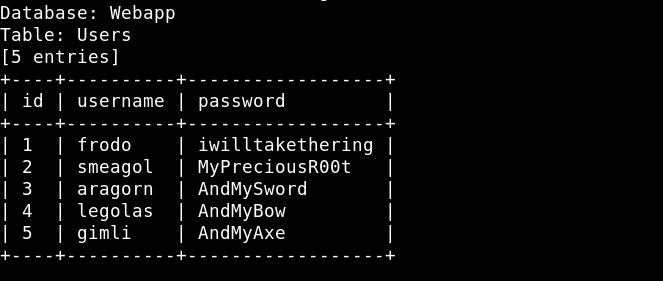 Database: Webapp
Table: Users
[5 entries]
+----+----------+------------------+
| id | username | password         |
+----+----------+------------------+
| 1  | frodo    | iwilltakethering |
| 2  | smeagol  | MyPreciousR00t   |
| 3  | aragorn  | AndMySword       |
| 4  | legolas  | AndMyBow         |
| 5  | gimli    | AndMyAxe         |
+----+----------+------------------+